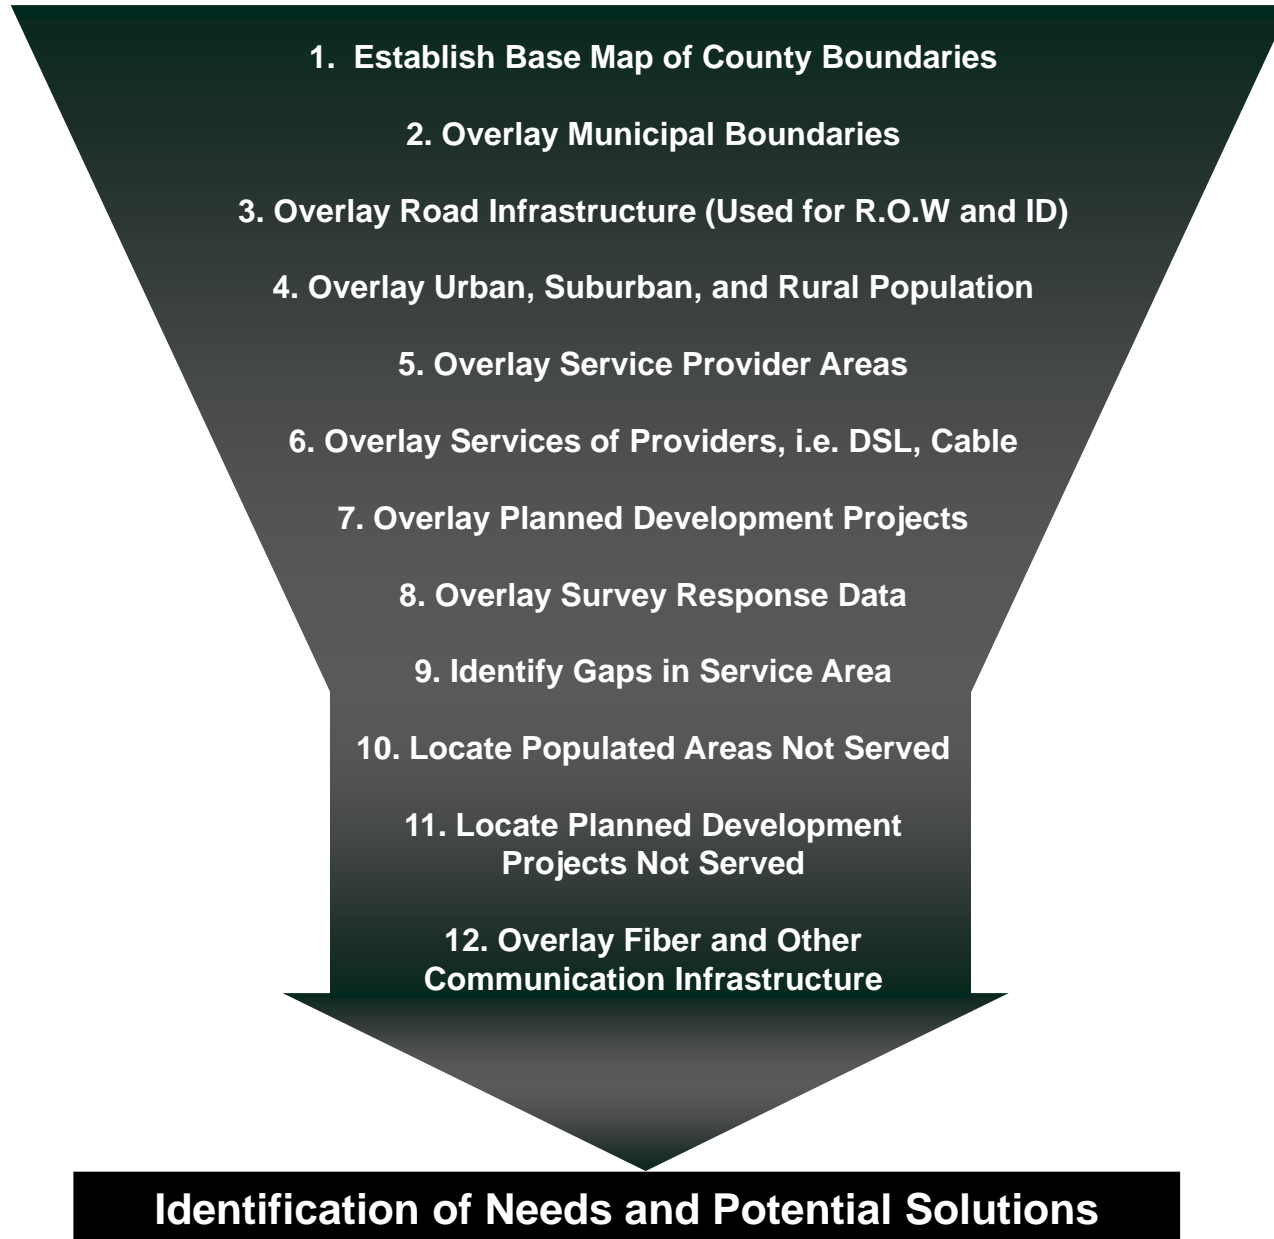 1. Establish Base Map of County Boundaries
2. Overlay Municipal Boundaries
3. Overlay Road Infrastructure (Used for R.O.W and ID)
4. Overlay Urban, Suburban, and Rural Population
5. Overlay Service Provider Areas
6. Overlay Services of Providers, i.e. DSL, Cable
7. Overlay Planned Development Projects
8. Overlay Survey Response Data
9. Identify Gaps in Service Area
10. Locate Populated Areas Not Served
11. Locate Planned Development
Projects Not Served
12. Overlay Fiber and Other
Communication Infrastructure
Identification of Needs and Potential Solutions